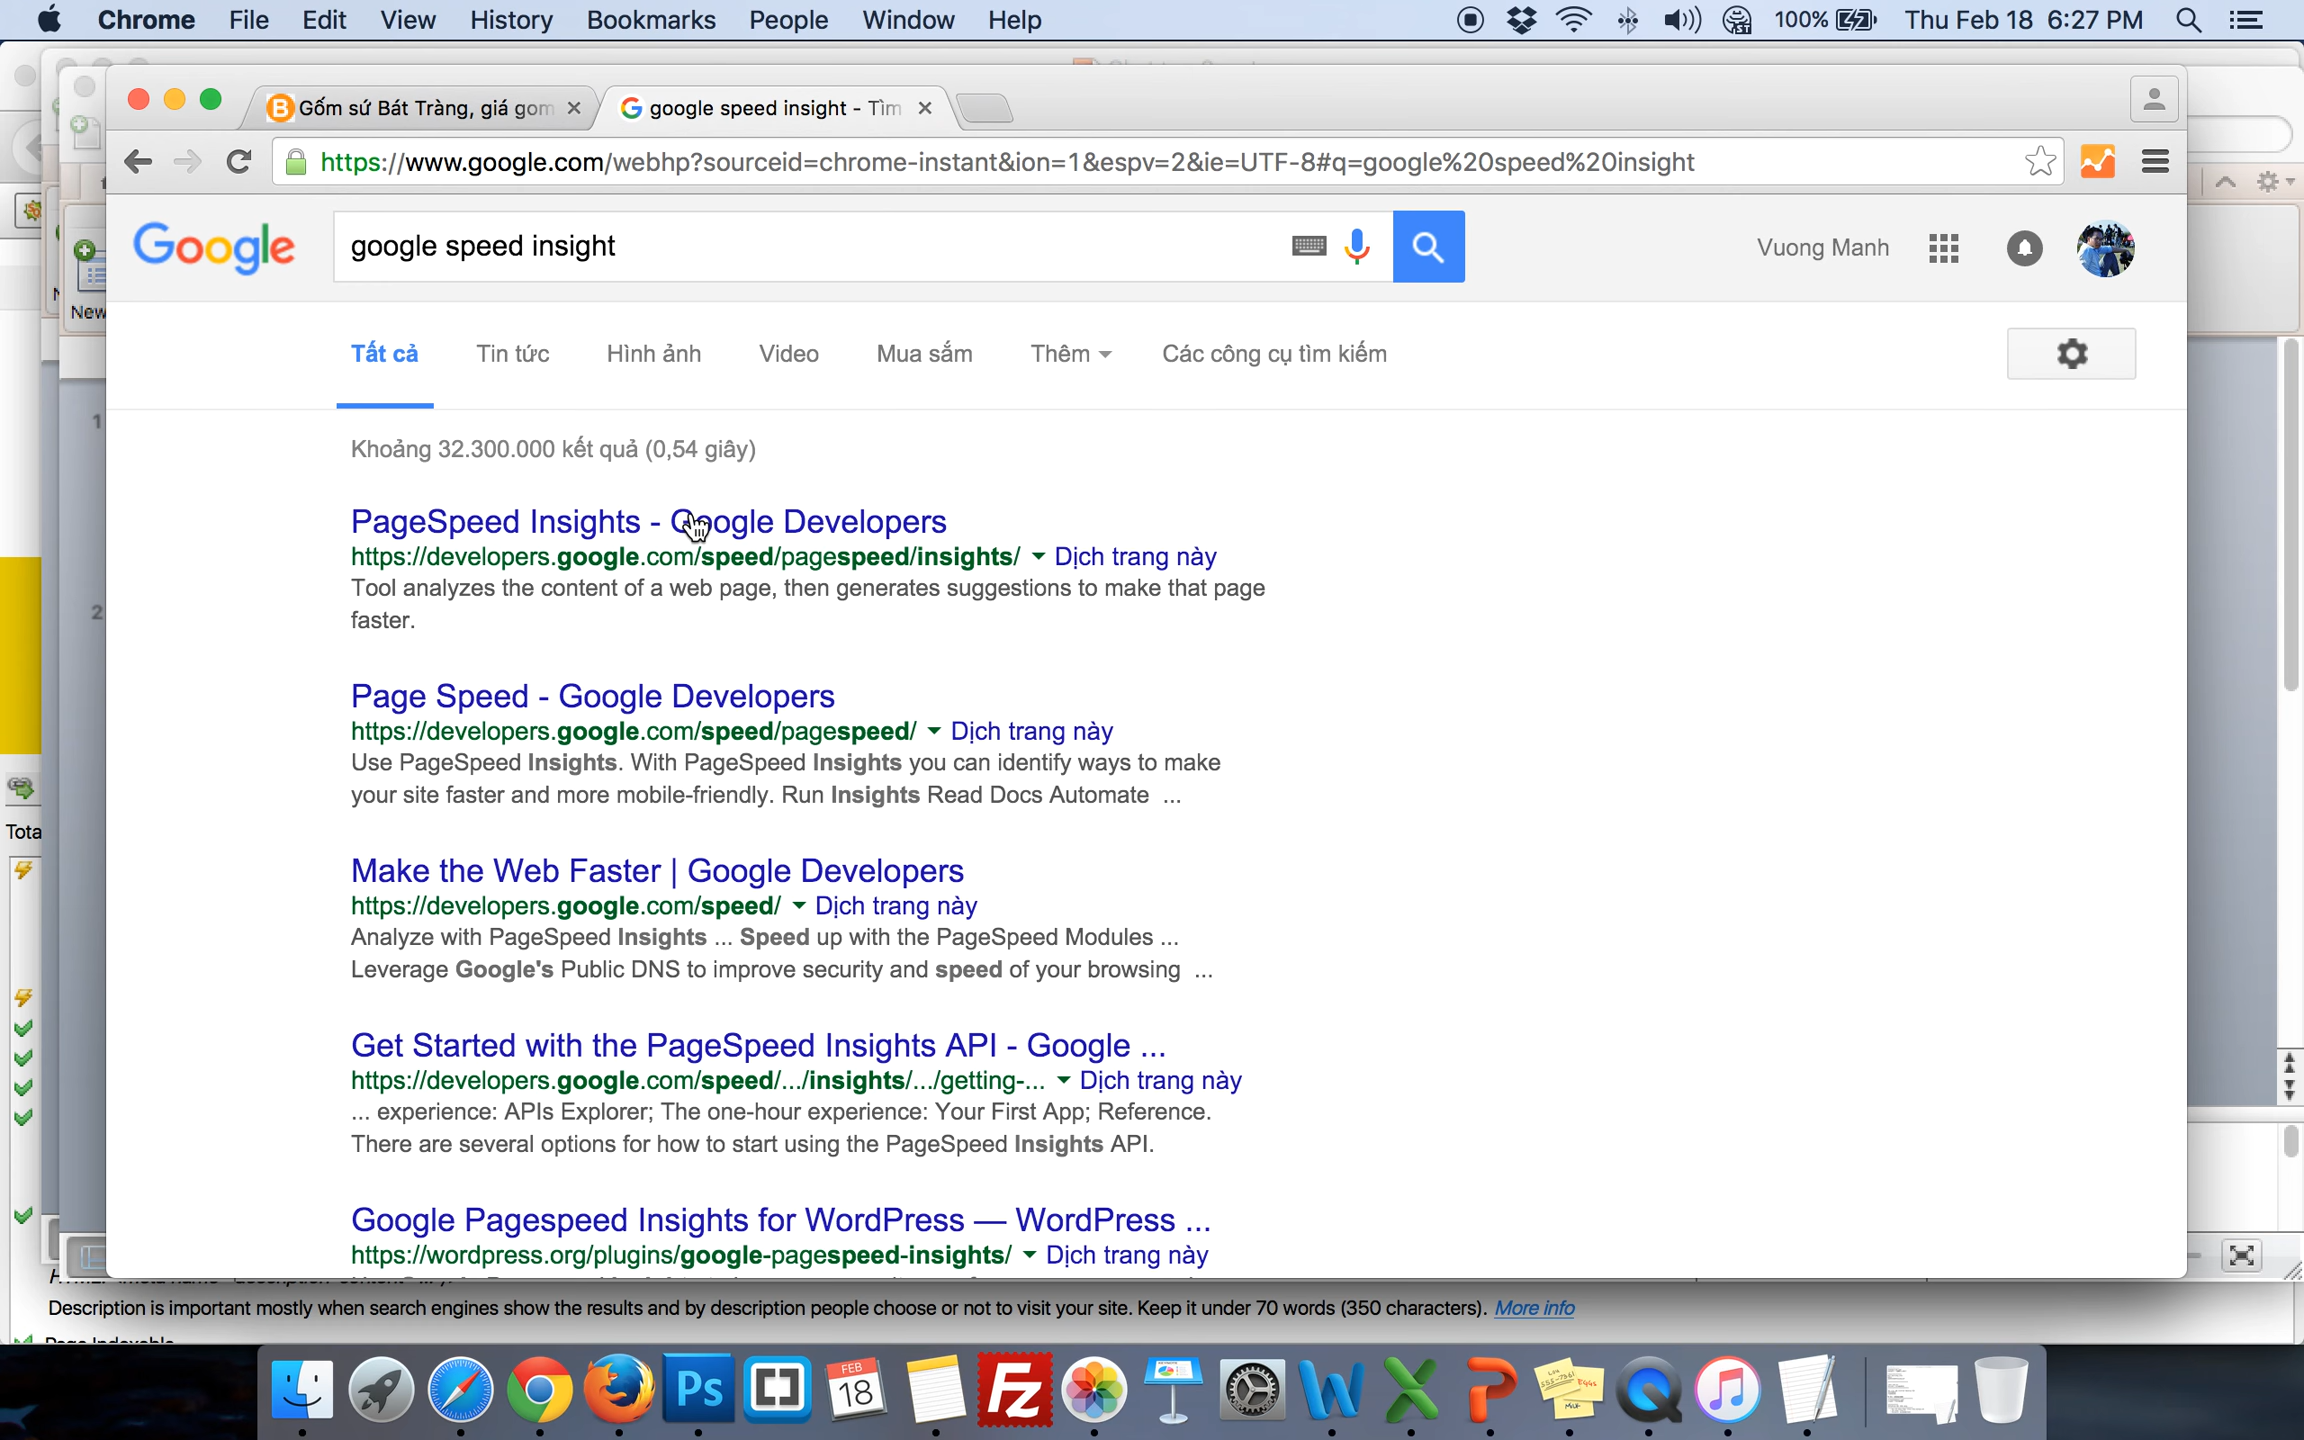 Chrome File Edit View History Bookmarks People Window Help 100% Thu Feb 18 6:27 PM
Gốm sứ Bát Tràng, giá gom google speed insight - Tìm
https://www.google.com/webhp?sourceid=chrome-instant&ion=1&espv=2&ie=UTF-8#q=google%20speed%20insight
Google google speed insight Vuong Manh
New
Tất cả Tin tức Hình ảnh Video Mua sắm Thêm Các công cụ tìm kiếm
1
Khoảng 32.300.000 kết quả (0,54 giây)
PageSpeed Insights - Google Developers
https://developers.google.com/speed/pagespeed/insights/ Dịch trang này
Tool analyzes the content of a web page, then generates suggestions to make that page
2
faster.
Page Speed - Google Developers
https://developers.google.com/speed/pagespeed/ Dịch trang này
Use PageSpeed Insights. With PageSpeed Insights you can identify ways to make
your site faster and more mobile-friendly. Run Insights Read Docs Automate ...
Tota
Make the Web Faster | Google Developers
https://developers.google.com/speed/ Dịch trang này
Analyze with PageSpeed Insights ... Speed up with the PageSpeed Modules ...
Leverage Google's Public DNS to improve security and speed of your browsing ...
Get Started with the PageSpeed Insights API - Google ...
https://developers.google.com/speed/.../insights/.../getting-... Dịch trang này
... experience: APIs Explorer; The one-hour experience: Your First App; Reference.
There are several options for how to start using the PageSpeed Insights API.
Google Pagespeed Insights for WordPress — WordPress ...
https://wordpress.org/plugins/google-pagespeed-insights/ Dịch trang này
Description is important mostly when search engines show the results and by description people choose or not to visit your site. Keep it under 70 words (350 characters). More info
Ps FEB 18 Fz